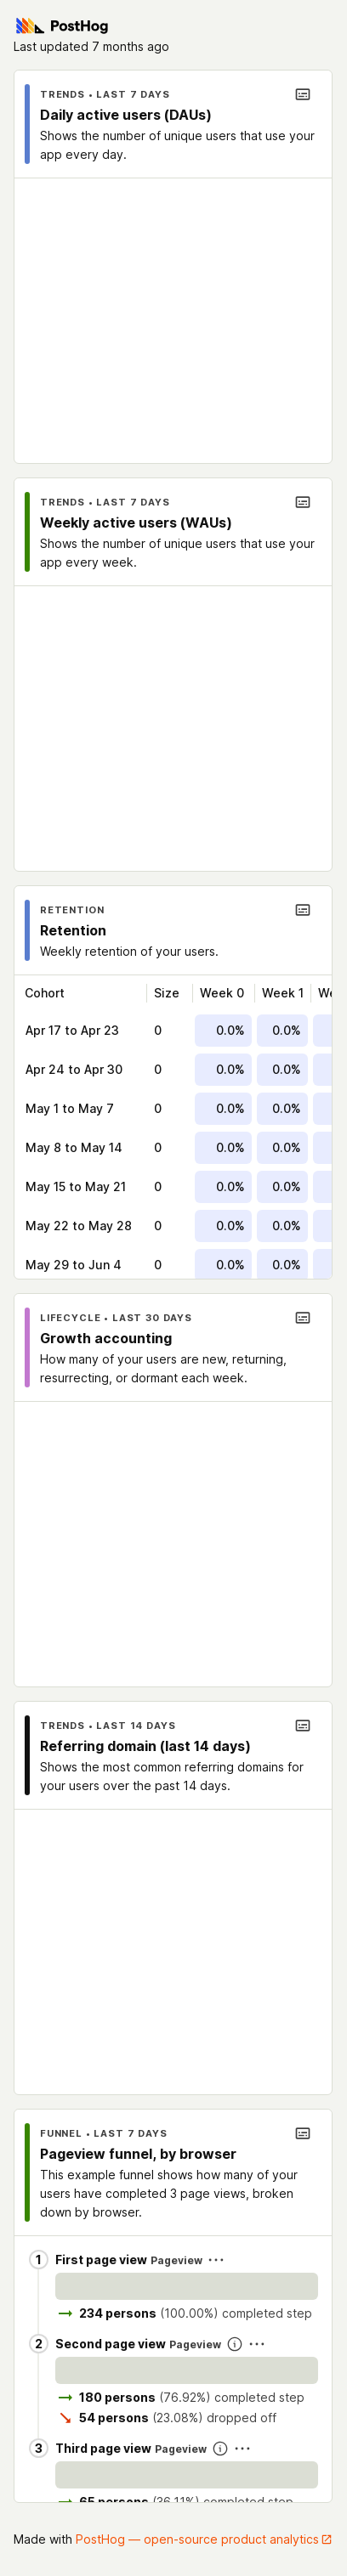 PostHog
Last updated 7 months ago
TRENDS • LAST 7 DAYS
Daily active users (DAUs)
Shows the number of unique users that use your
app every day.
TRENDS • LAST 7 DAYS
Weekly active users (WAUs)
Shows the number of unique users that use your
app every week.
RETENTION
Retention
Weekly retention of your users.
Cohort Size Week 0 Week 1 We
Apr 17 to Apr 23 0 0.0% 0.0%
Apr 24 to Apr 30 0 0.0% 0.0%
May 1 to May 7 0 0.0% 0.0%
May 8 to May 14 0 0.0% 0.0%
May 15 to May 21 0 0.0% 0.0%
May 22 to May 28 0 0.0% 0.0%
May 29 to Jun 4 0 0.0% 0.0%
LIFECYCLE • LAST 30 DAYS
Growth accounting
How many of your users are new, returning,
resurrecting, or dormant each week.
TRENDS • LAST 14 DAYS
Referring domain (last 14 days)
Shows the most common referring domains for
your users over the past 14 days.
FUNNEL • LAST 7 DAYS
Pageview funnel, by browser
This example funnel shows how many of your
users have completed 3 page views, broken
down by browser.
1 First page view Pageview
234 persons (100.00%) completed step
2 Second page view Pageview
180 persons (76.92%) completed step
54 persons (23.08%) dropped off
3 Third page view Pageview
65 persons (36.11%) completed step
Made with PostHog — open-source product analytics